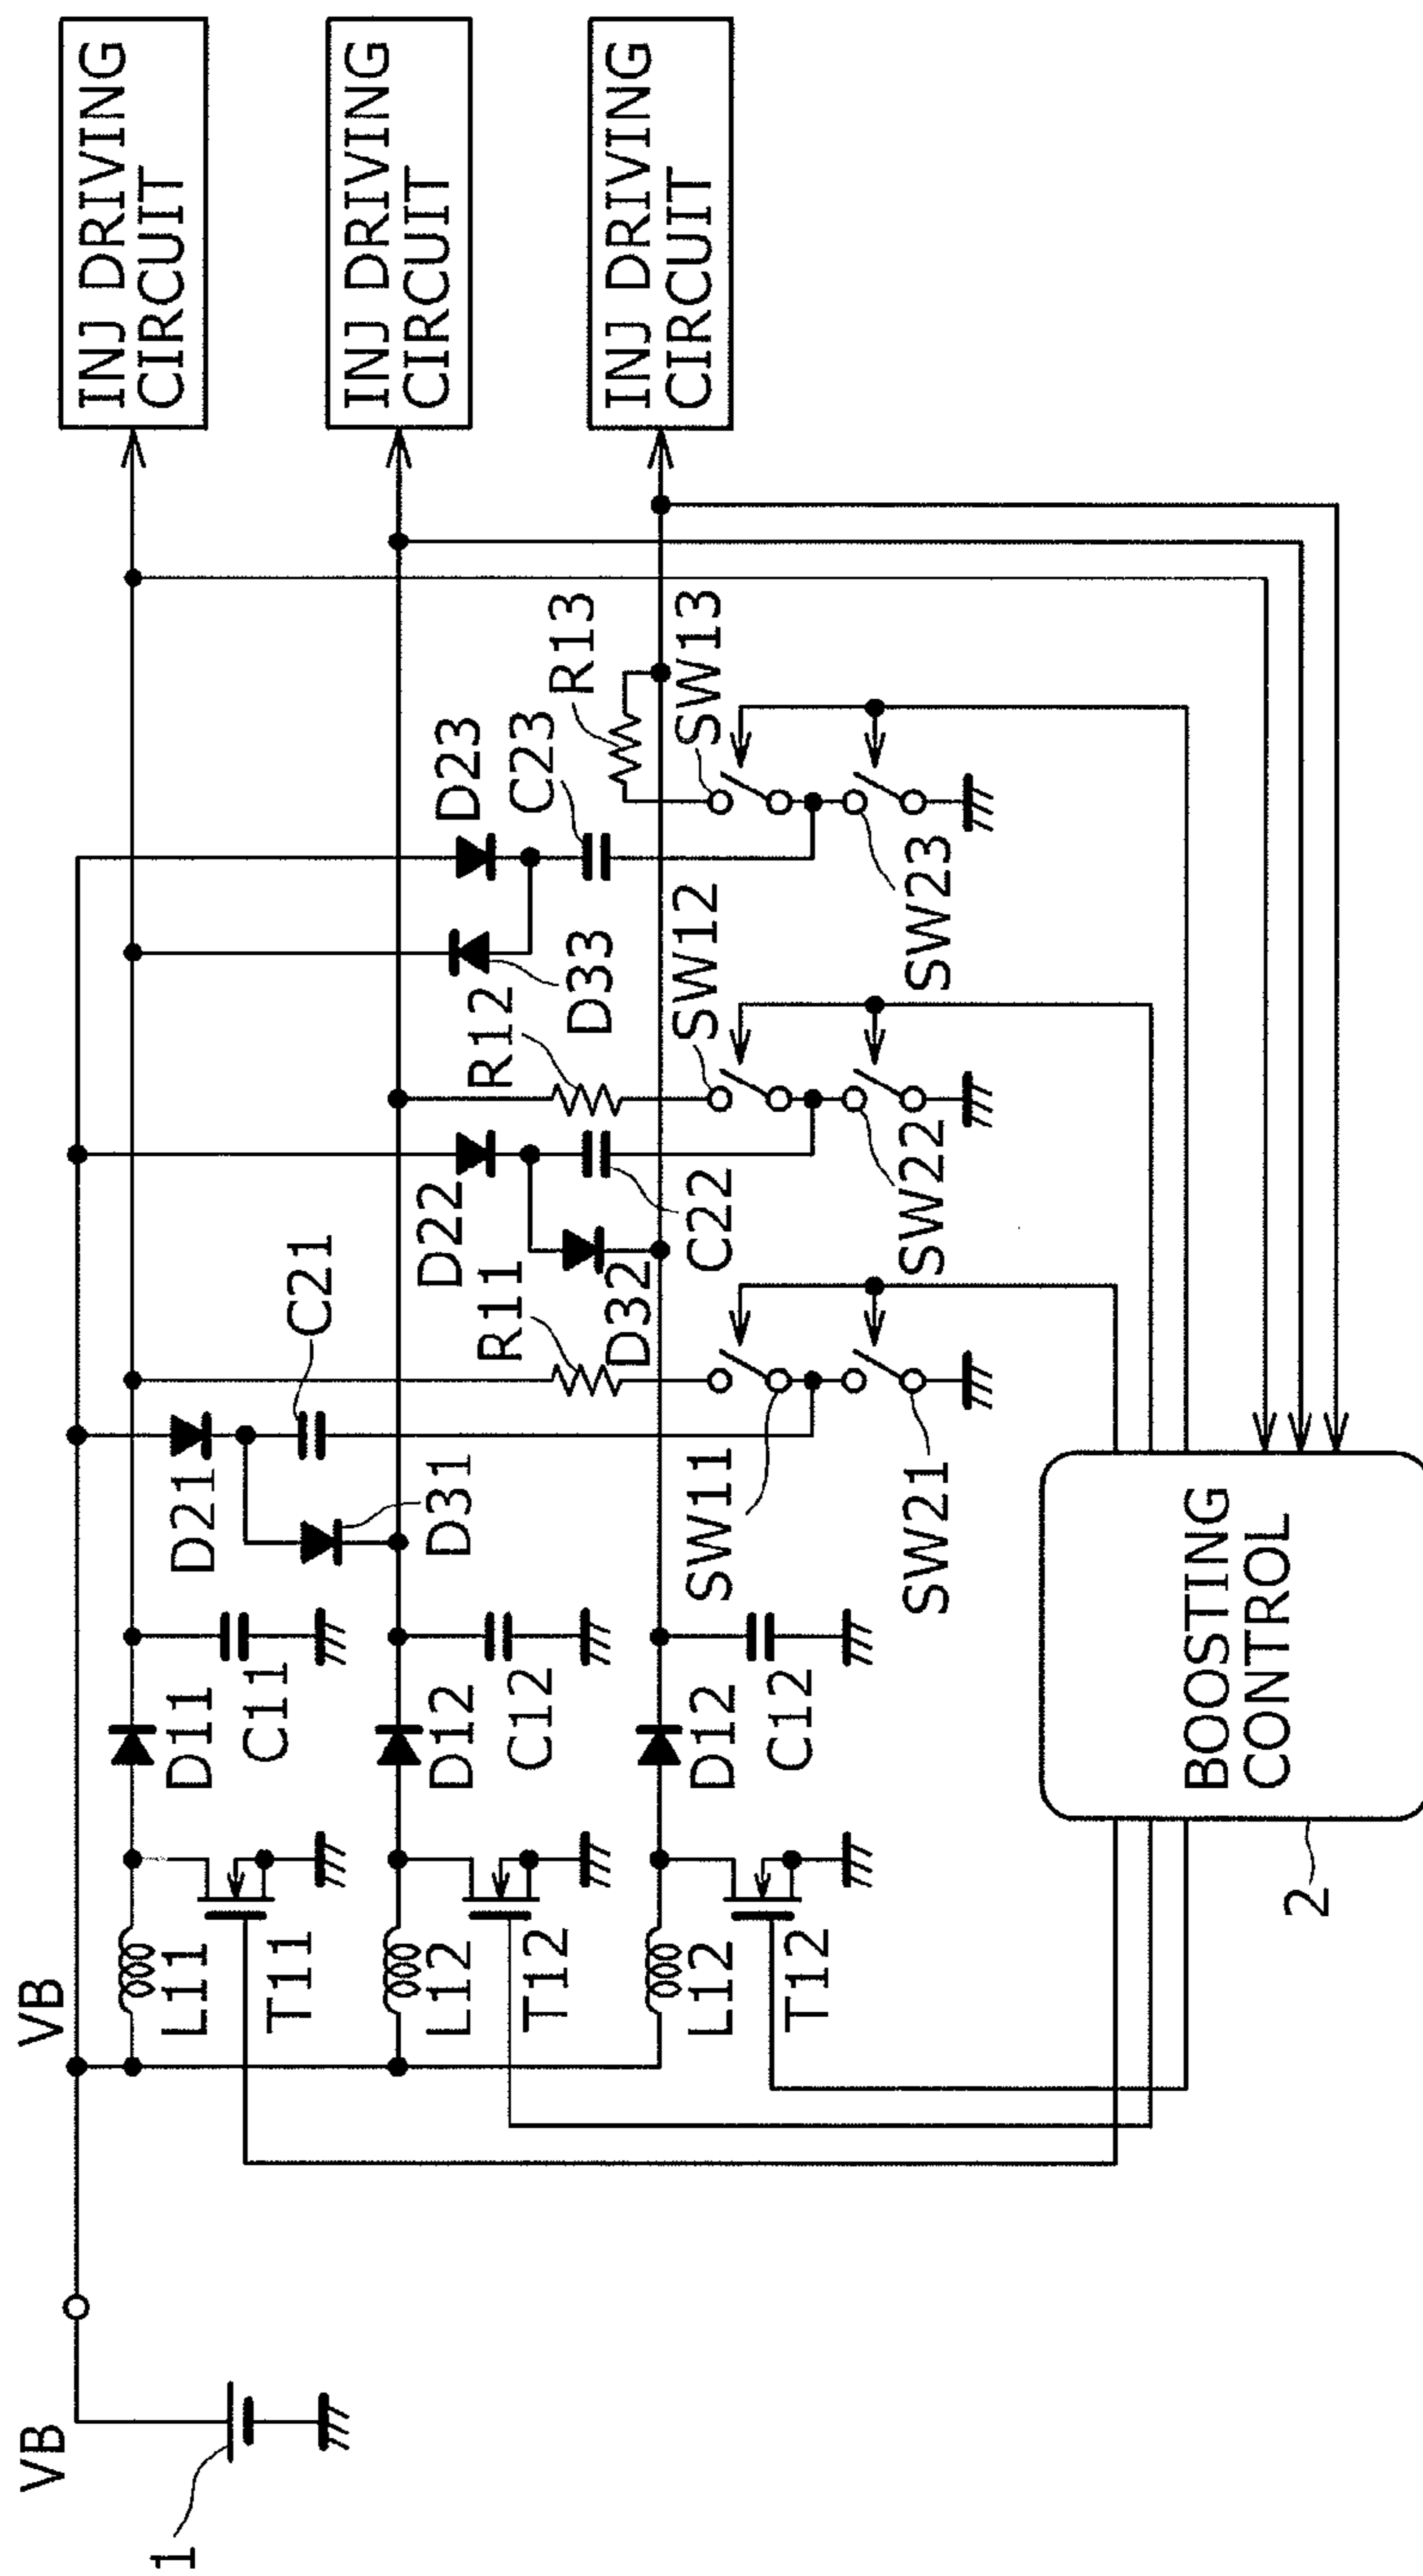 VB
VB
1
L11
T11
D11
C11
D21
C21
D31
R11
SW11
SW21
L12
T12
D12
C12
D22
C22
D32
R12
SW12
SW22
L12
T12
D12
C12
D23
C23
D33
R13
SW13
SW23
INJ DRIVING
CIRCUIT
INJ DRIVING
CIRCUIT
INJ DRIVING
CIRCUIT
BOOSTING
CONTROL
2